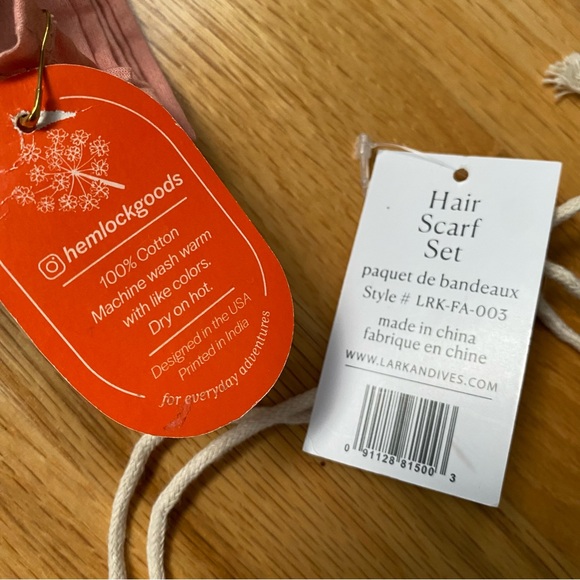 hemlockgoods
100% Cotton
Machine wash warm
with like colors.
Dry on hot.
Designed in the USA
Printed in India
for everyday adventures
Hair
Scarf
Set
paquet de bandeaux
Style # LRK-FA-003
made in china
fabrique en chine
WWW.LARKANDIVES.COM
0 91128 81500 3